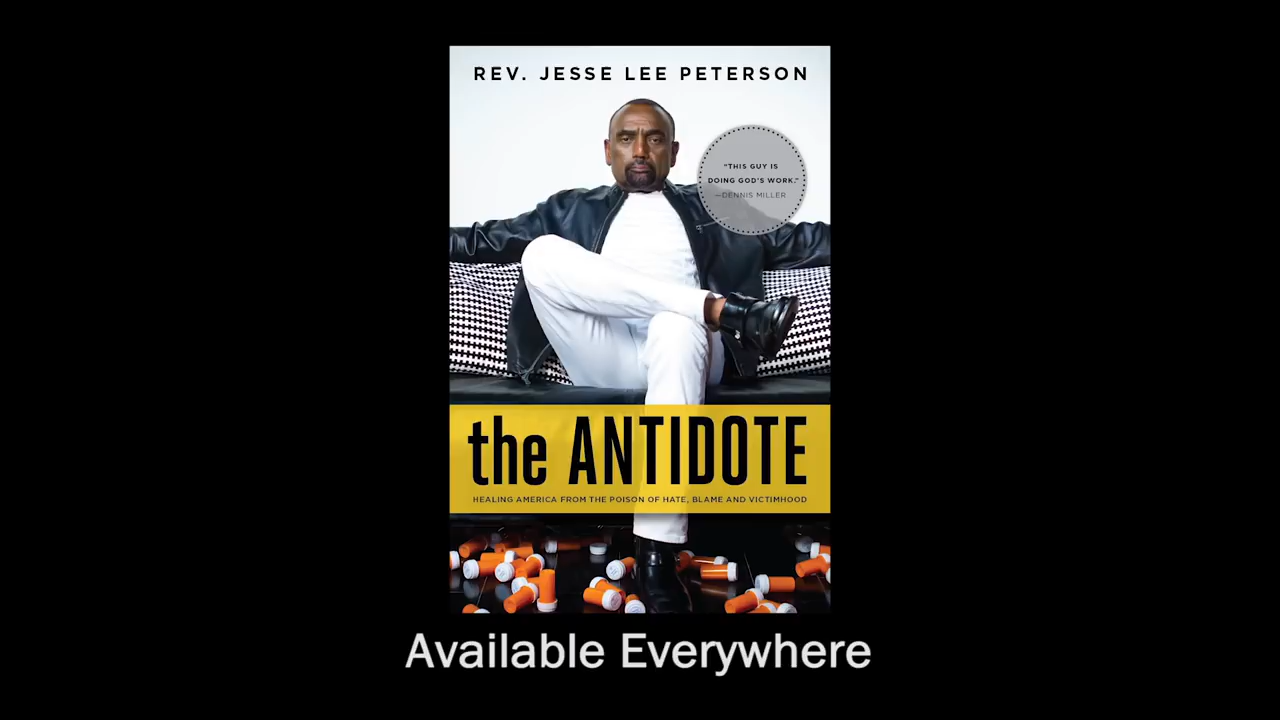 REV. JESSE LEE PETERSON
“THIS GUY IS
DOING GOD’S WORK.”
—DENNIS MILLER
the ANTIDOTE
HEALING AMERICA FROM THE POISON OF HATE, BLAME AND VICTIMHOOD
Available Everywhere